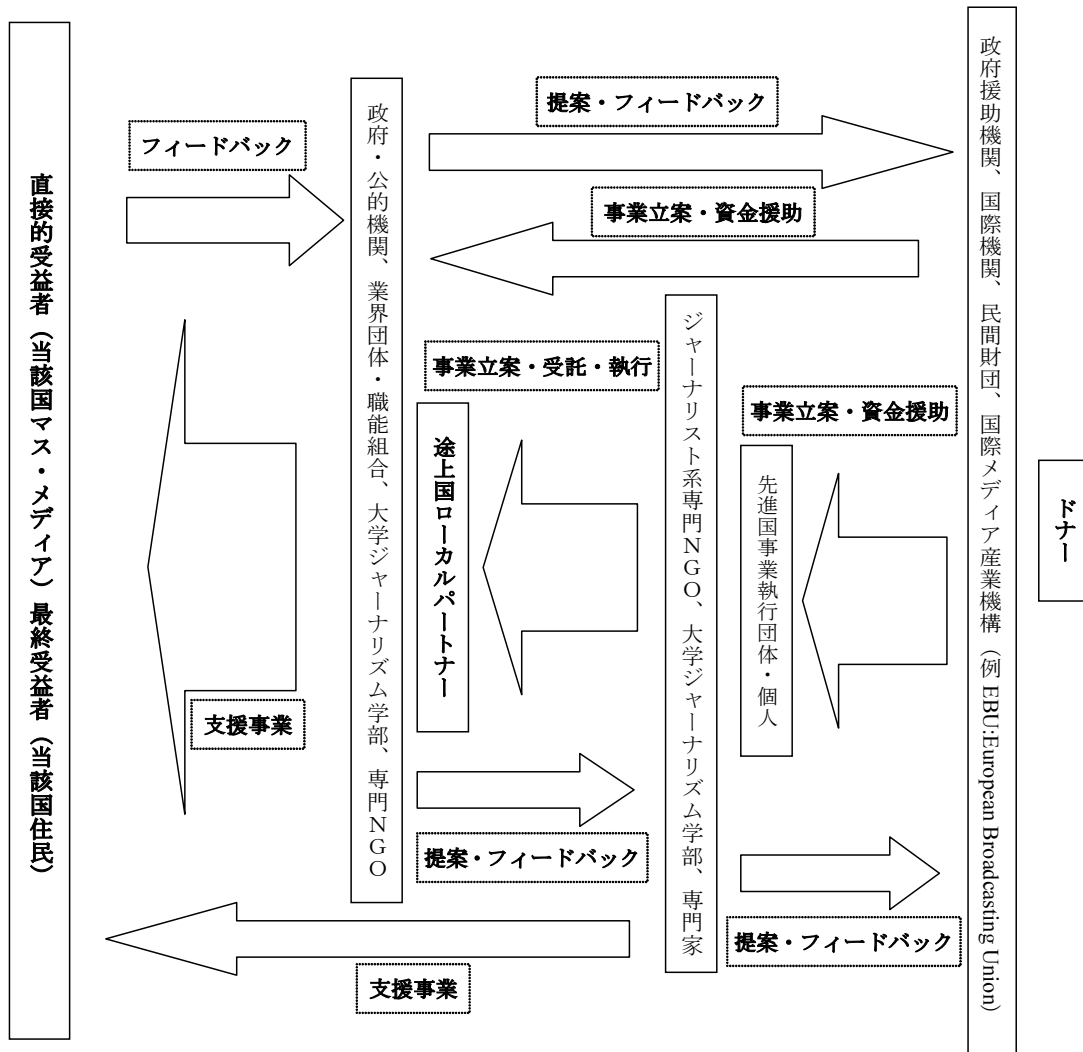 直接的受益者（当該国マス・メディア）最終受益者（当該国住民）
フィードバック
支援事業
政府・公的機関、業界団体・職能組合、大学ジャーナリズム学部、専門NGO
提案・フィードバック
事業立案・資金援助
事業立案・受託・執行
途上国ローカルパートナー
提案・フィードバック
支援事業
ジャーナリスト系専門NGO、大学ジャーナリズム学部、専門家
事業立案・資金援助
先進国事業執行団体・個人
提案・フィードバック
政府援助機関、国際機関、民間財団、国際メディア産業機構（例 EBU:European Broadcasting Union）
ドナー